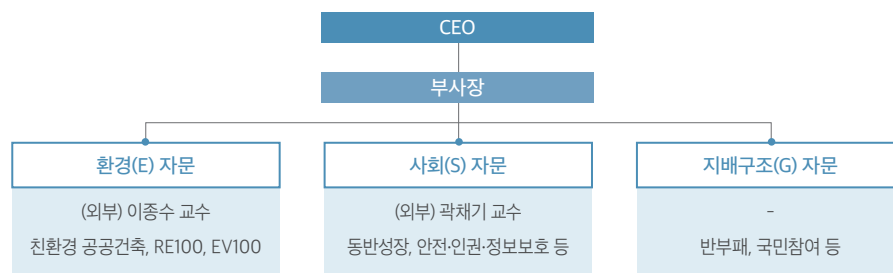 CEO
부사장
환경(E) 자문
(외부) 이종수 교수
친환경 공공건축, RE100, EV100
사회(S) 자문
(외부) 곽채기 교수
동반성장, 안전·인권·정보보호 등
지배구조(G) 자문
-
반부패, 국민참여 등